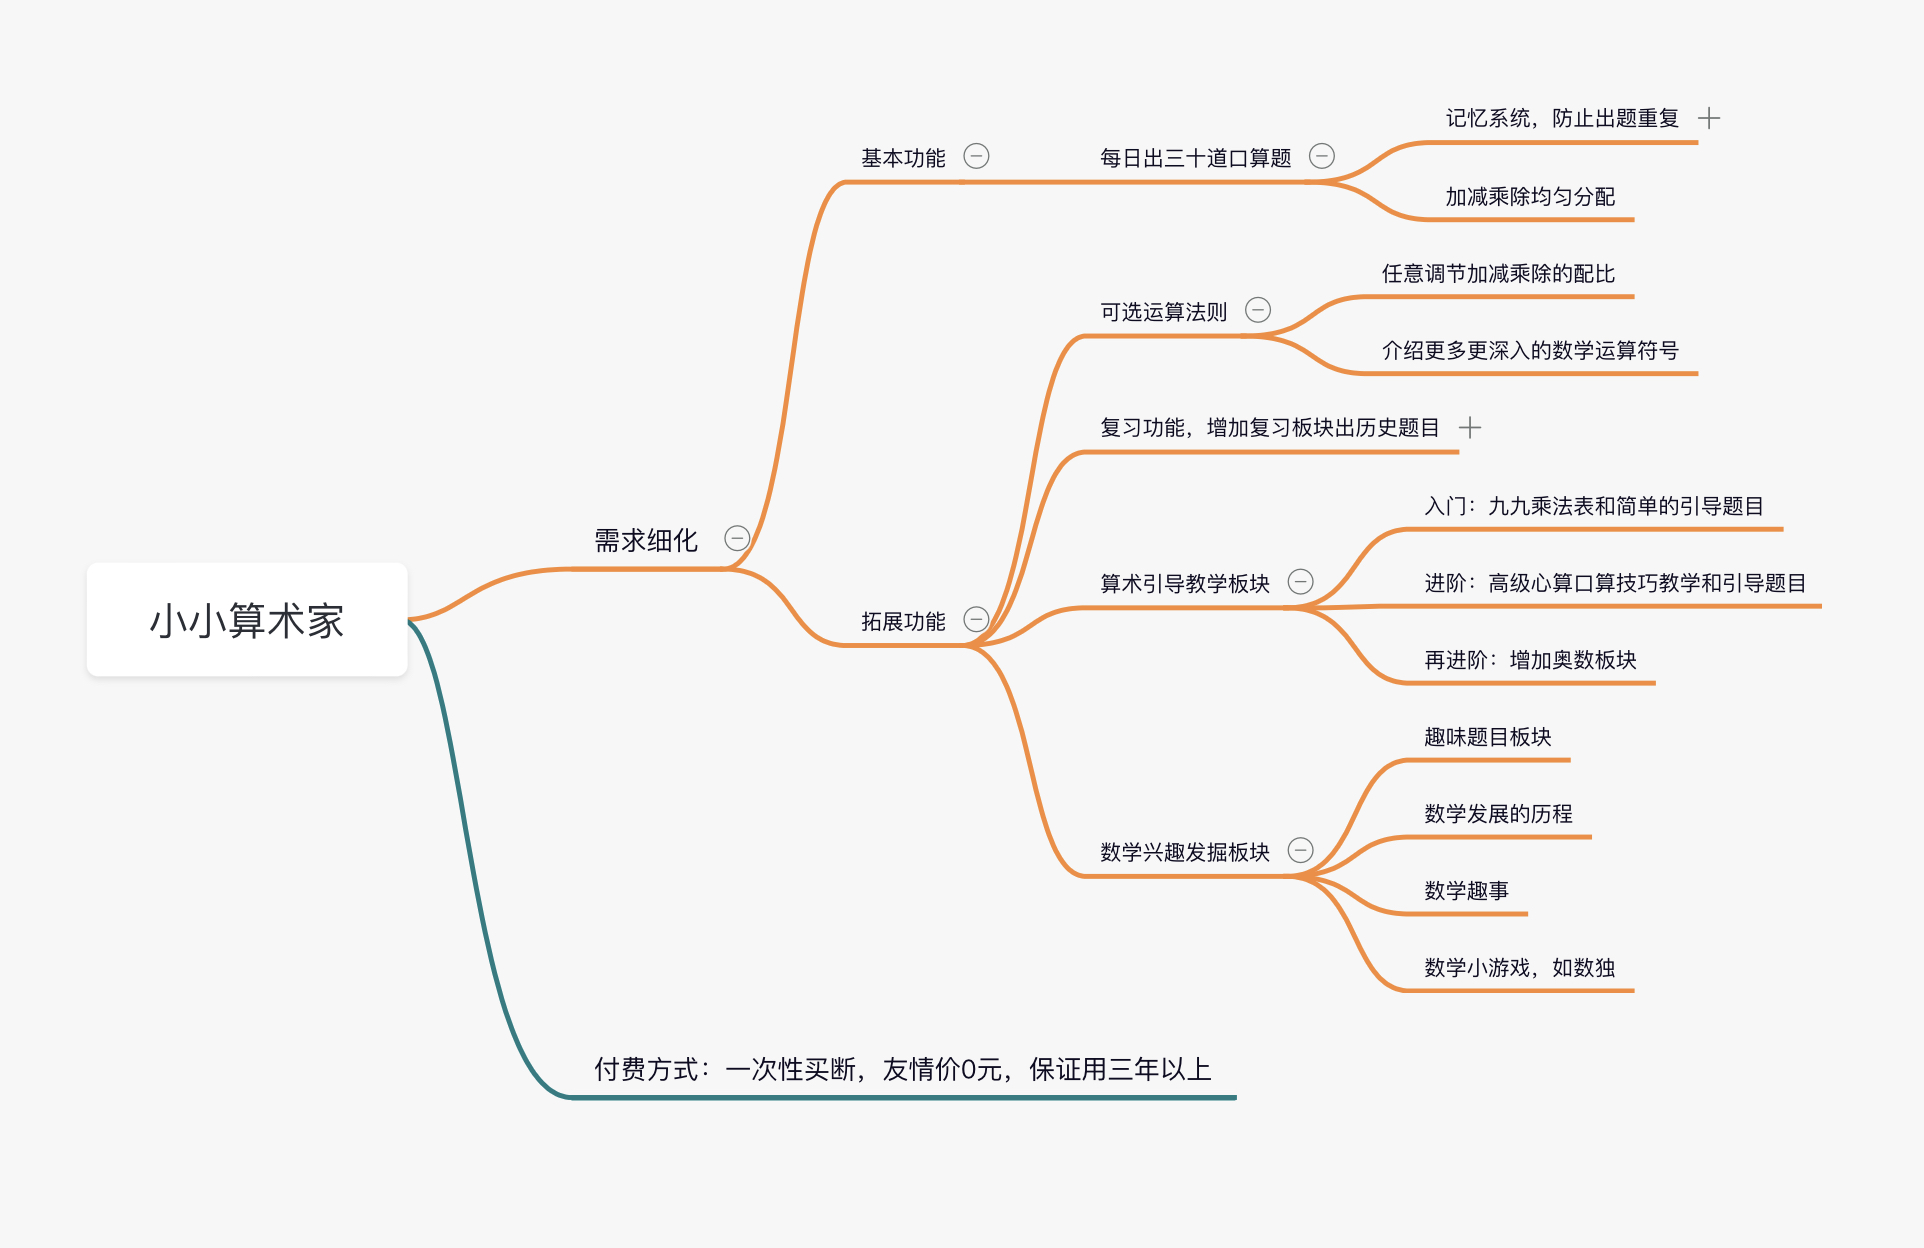 小小算术家
需求细化
基本功能
每日出三十道口算题
记忆系统，防止出题重复
加减乘除均匀分配
拓展功能
可选运算法则
任意调节加减乘除的配比
介绍更多更深入的数学运算符号
复习功能，增加复习板块出历史题目
算术引导教学板块
入门：九九乘法表和简单的引导题目
进阶：高级心算口算技巧教学和引导题目
再进阶：增加奥数板块
数学兴趣发掘板块
趣味题目板块
数学发展的历程
数学趣事
数学小游戏，如数独
付费方式：一次性买断，友情价0元，保证用三年以上